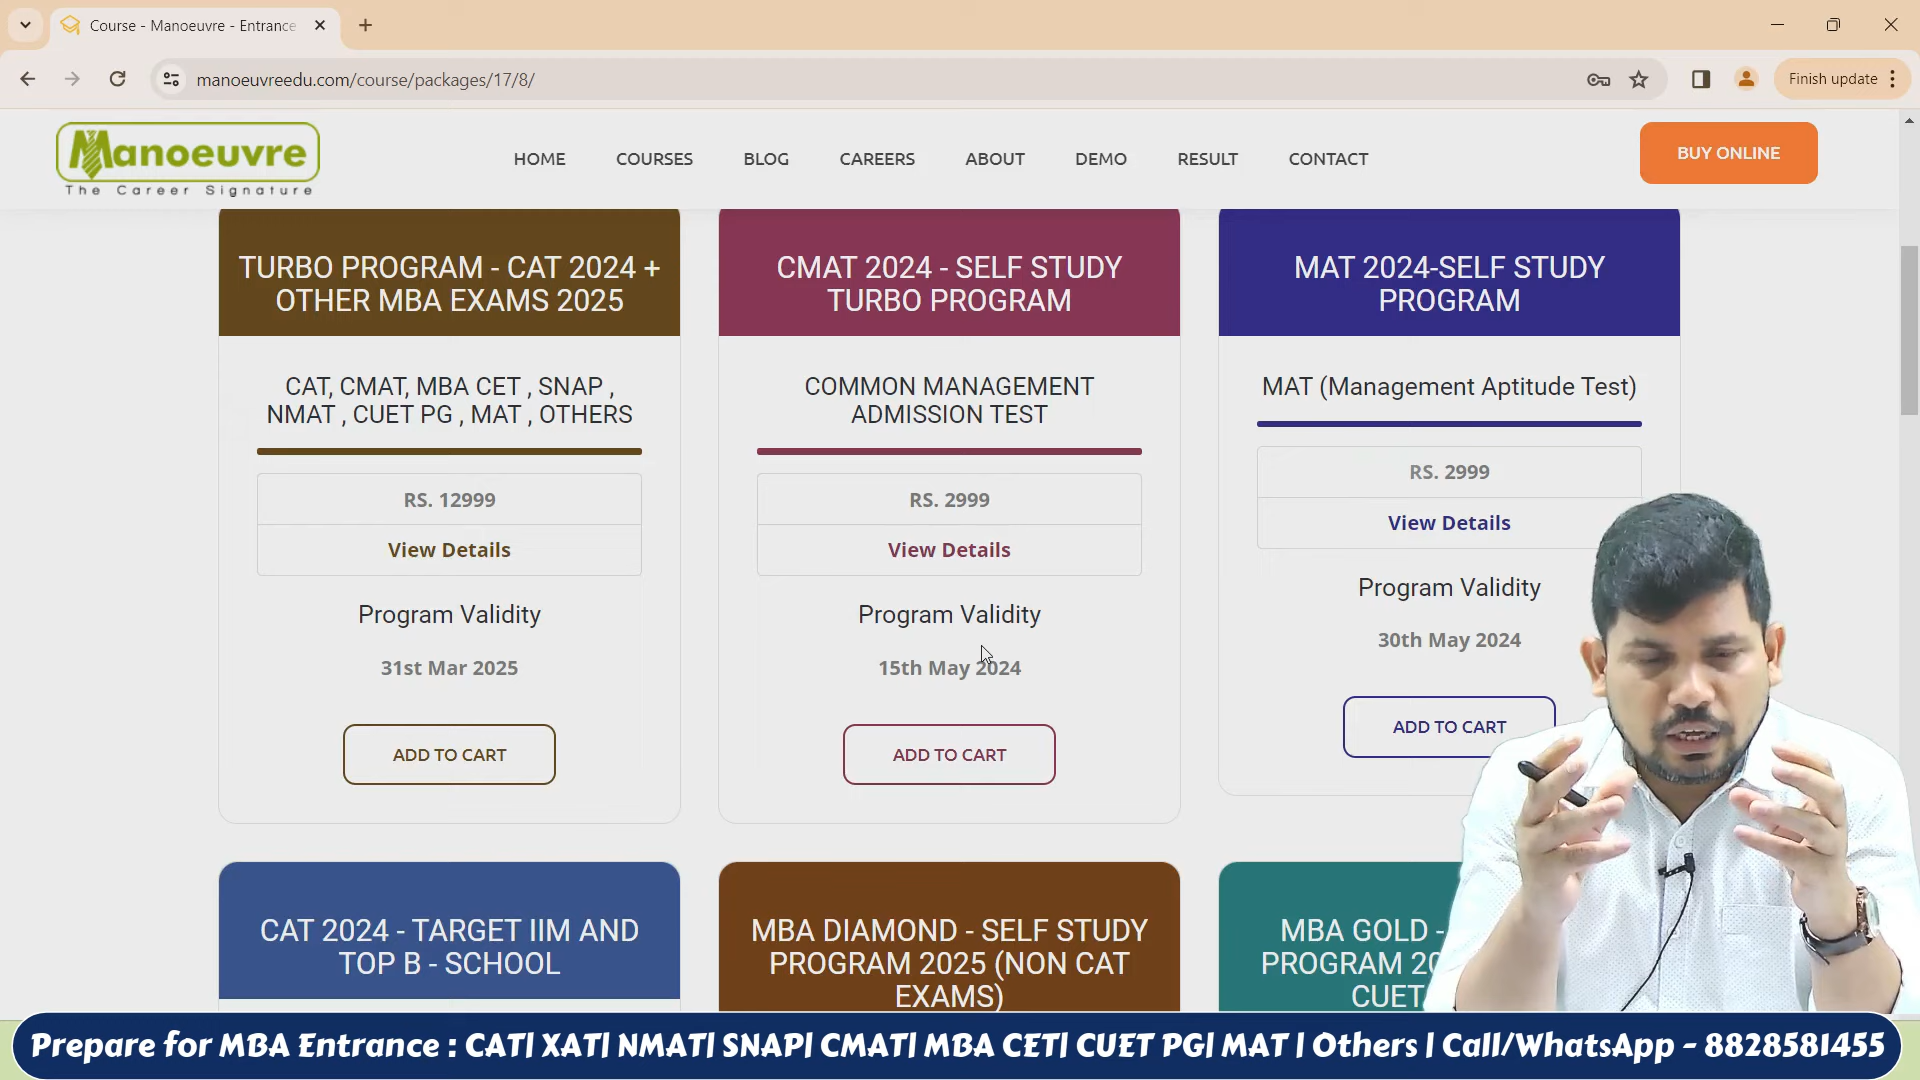 Course - Manoeuvre - Entrance
manoeuvreedu.com/course/packages/17/8/
Finish update
Manoeuvre
The Career Signature
HOME
COURSES
BLOG
CAREERS
ABOUT
DEMO
RESULT
CONTACT
BUY ONLINE
TURBO PROGRAM - CAT 2024 +
OTHER MBA EXAMS 2025
CAT, CMAT, MBA CET , SNAP ,
NMAT , CUET PG , MAT , OTHERS
RS. 12999
View Details
Program Validity
31st Mar 2025
ADD TO CART
CMAT 2024 - SELF STUDY
TURBO PROGRAM
COMMON MANAGEMENT
ADMISSION TEST
RS. 2999
View Details
Program Validity
15th May 2024
ADD TO CART
MAT 2024-SELF STUDY
PROGRAM
MAT (Management Aptitude Test)
RS. 2999
View Details
Program Validity
30th May 2024
ADD TO CART
CAT 2024 - TARGET IIM AND
TOP B - SCHOOL
MBA DIAMOND - SELF STUDY
PROGRAM 2025 (NON CAT
EXAMS)
MBA GOLD -
PROGRAM 20
CUET
Prepare for MBA Entrance : CAT| XAT| NMAT| SNAP| CMAT| MBA CET| CUET PG| MAT | Others | Call/WhatsApp - 8828581455